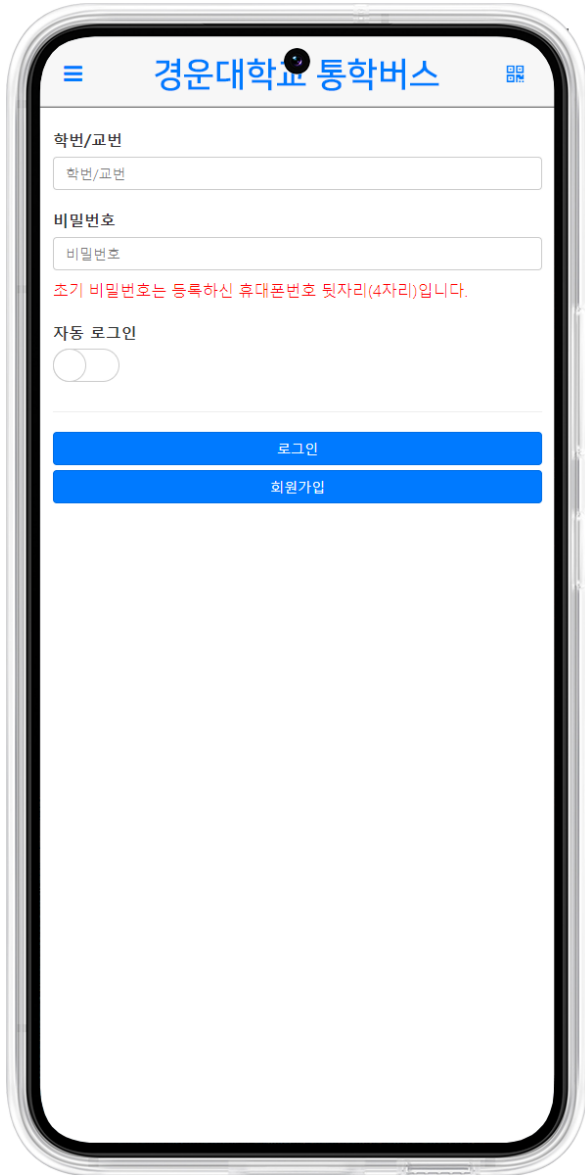 경운대학교 통학버스
학번/교번
학번/교번
비밀번호
비밀번호
초기 비밀번호는 등록하신 휴대폰번호 뒷자리(4자리)입니다.
자동 로그인
로그인
회원가입